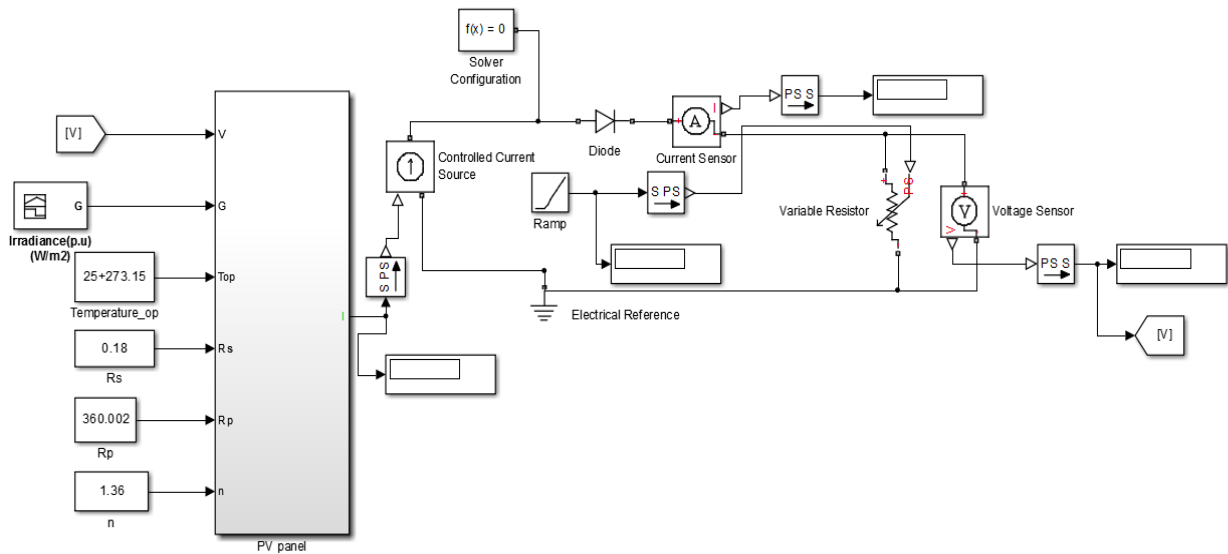 f(x) = 0
Solver
Configuration
[V]
V
G
G
Irradiance(p.u)
(W/m2)
25+273.15
Top
Temperature_op
0.18
Rs
Rs
360.002
Rp
Rp
1.36
n
n
I
PV panel
S PS
Controlled Current
Source
Diode
+
A
I
-
Current Sensor
PS S
Ramp
S PS
Electrical Reference
Variable Resistor
+
PS
-
+
V
V
-
Voltage Sensor
PS S
[V]